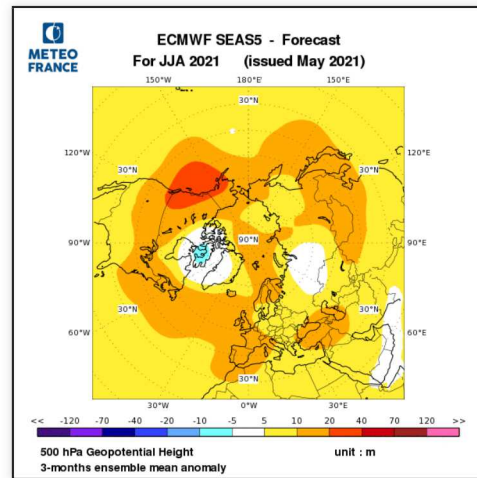 METEO
FRANCE
ECMWF SEAS5 - Forecast
For JJA 2021 (issued May 2021)
150°W 180°E 150°E
30°N
120°W 30°N 30°N 120°E
90°W 90°N 90°E
30°N 30°N
60°W 60°E
30°N
30°W 0°W 30°E
<< -120 -70 -40 -20 -10 -5 5 10 20 40 70 120 >>
500 hPa Geopotential Height unit : m
3-months ensemble mean anomaly